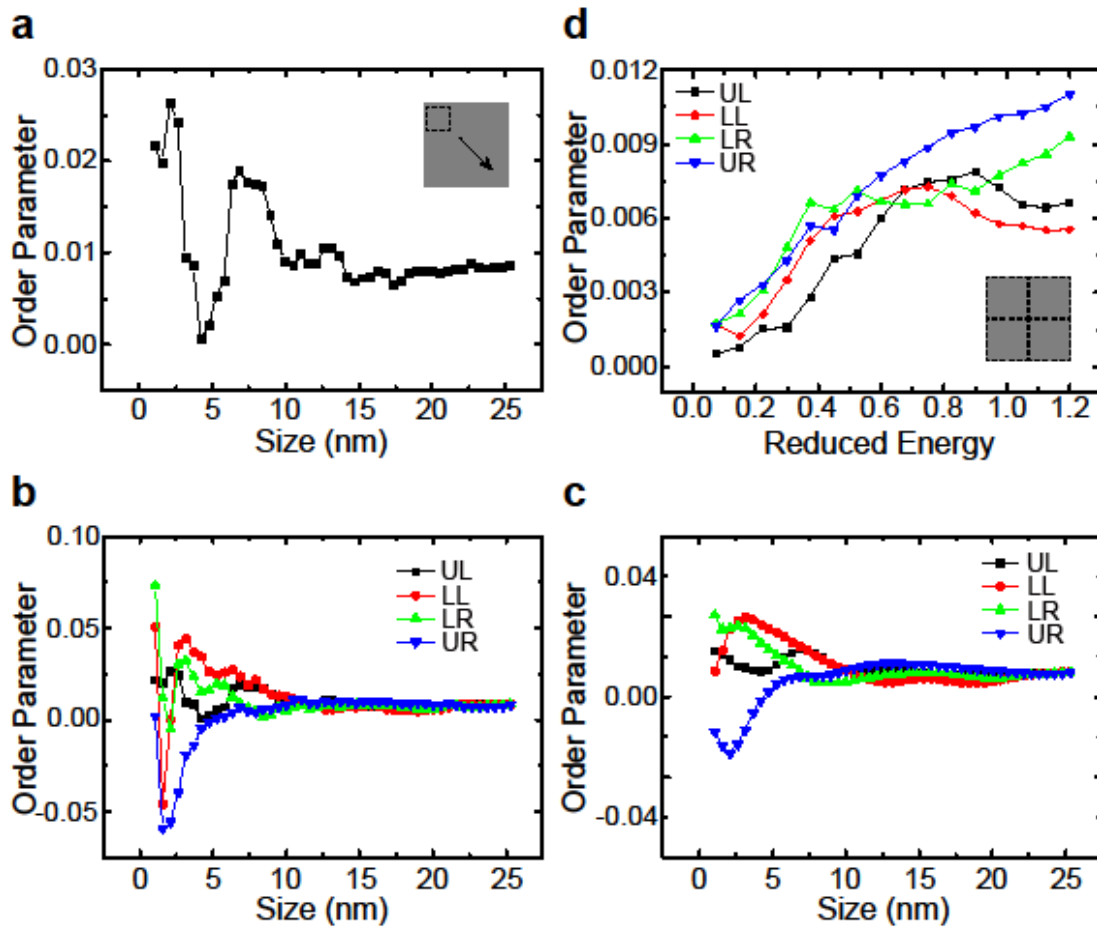 a
0.03
0.02
0.01
0.00
Order Parameter
0 5 10 15 20 25
Size (nm)
d
0.012
0.009
0.006
0.003
0.000
Order Parameter
UL
LL
LR
UR
0.0 0.2 0.4 0.6 0.8 1.0 1.2
Reduced Energy
b
0.10
0.05
0.00
-0.05
Order Parameter
UL
LL
LR
UR
0 5 10 15 20 25
Size (nm)
c
0.04
0.00
-0.04
Order Parameter
UL
LL
LR
UR
0 5 10 15 20 25
Size (nm)